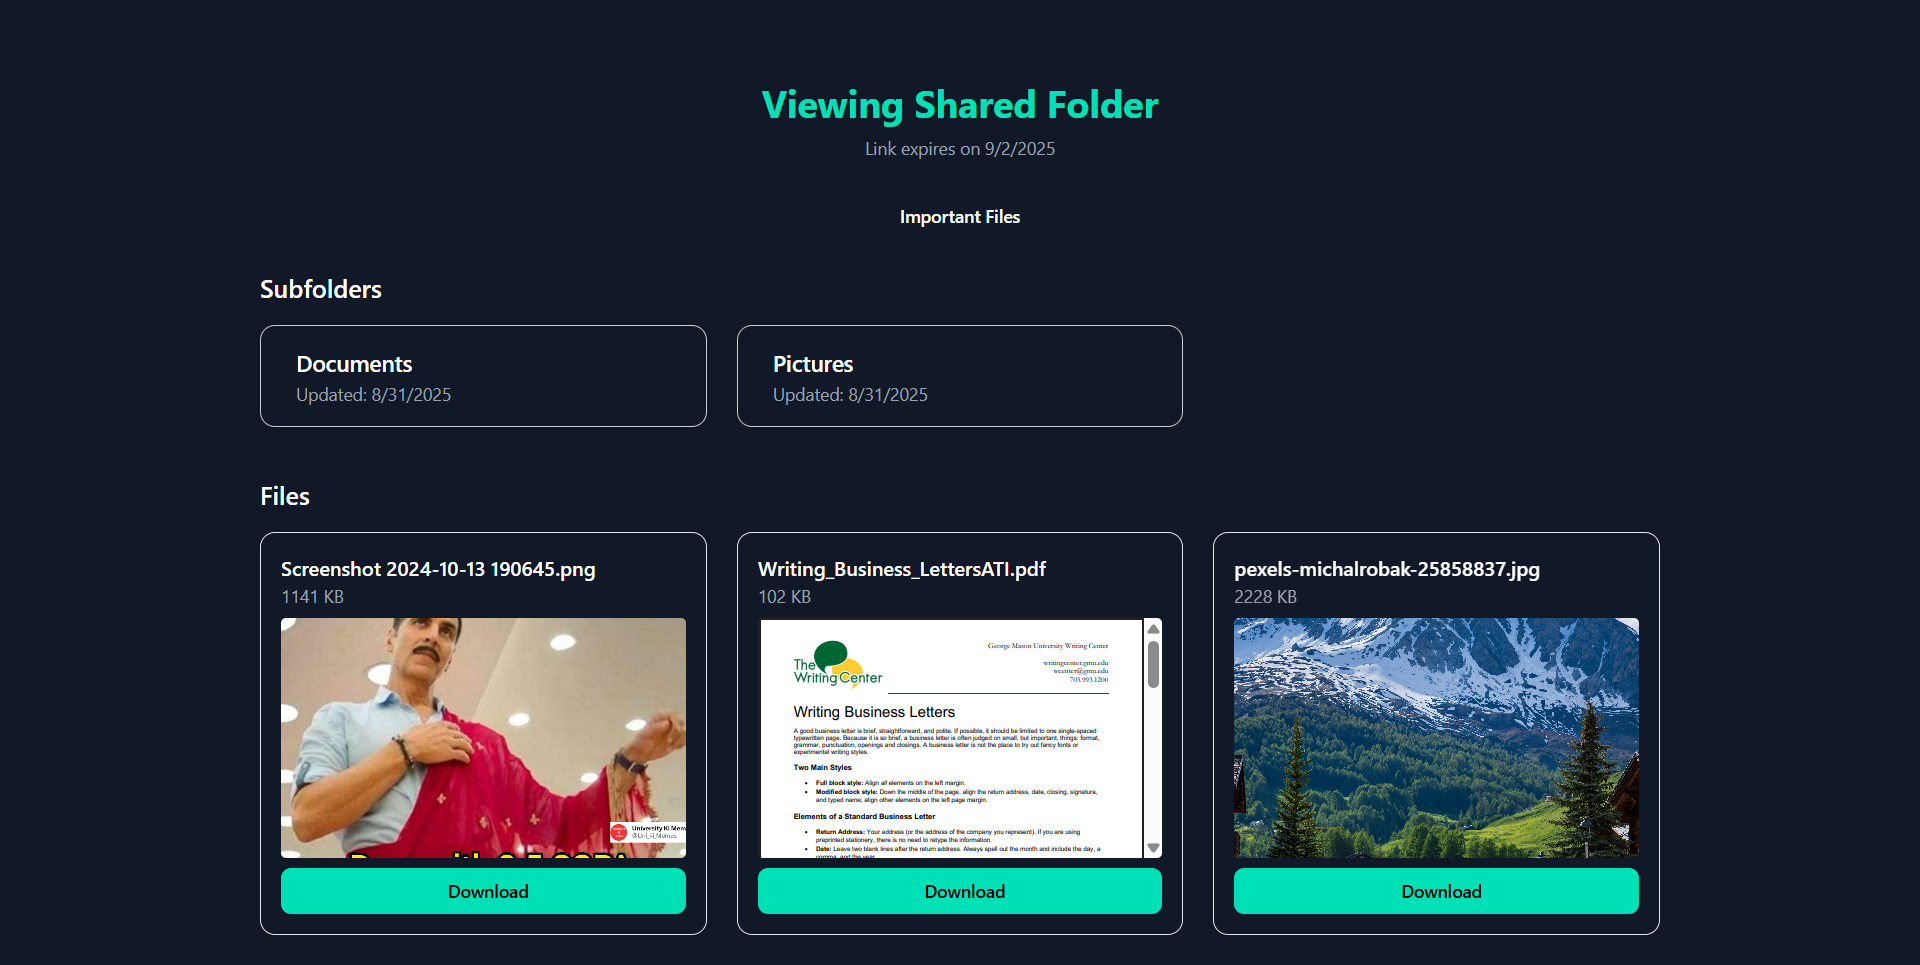 Viewing Shared Folder
Link expires on 9/2/2025
Important Files
Subfolders
Documents
Updated: 8/31/2025
Pictures
Updated: 8/31/2025
Files
Screenshot 2024-10-13 190645.png
1141 KB
University Ki Mem
@Uni_ki_Memes
Download
Writing_Business_LettersATI.pdf
102 KB
The
Writing Center
George Mason University Writing Center
writingcenter.gmu.edu
wcenter@gmu.edu
703.993.1200
Writing Business Letters
A good business letter is brief, straightforward, and polite. If possible, it should be limited to one single-spaced
typewritten page. Because it is so brief, a business letter is often judged on small, but important, things: format,
grammar, punctuation, openings and closings. A business letter is not the place to try out fancy fonts or
experimental writing styles.
Two Main Styles
• Full block style: Align all elements on the left margin.
• Modified block style: Down the middle of the page, align the return address, date, closing, signature,
and typed name; align other elements on the left page margin.
Elements of a Standard Business Letter
• Return Address: Your address (or the address of the company you represent). If you are using
preprinted stationery, there is no need to retype the information.
• Date: Leave two blank lines after the return address. Always spell out the month and include the day, a
comma, and the year.
Download
pexels-michalrobak-25858837.jpg
2228 KB
Download